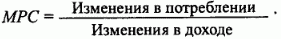 MPC = Изменения в потреблении .
Изменения в доходе